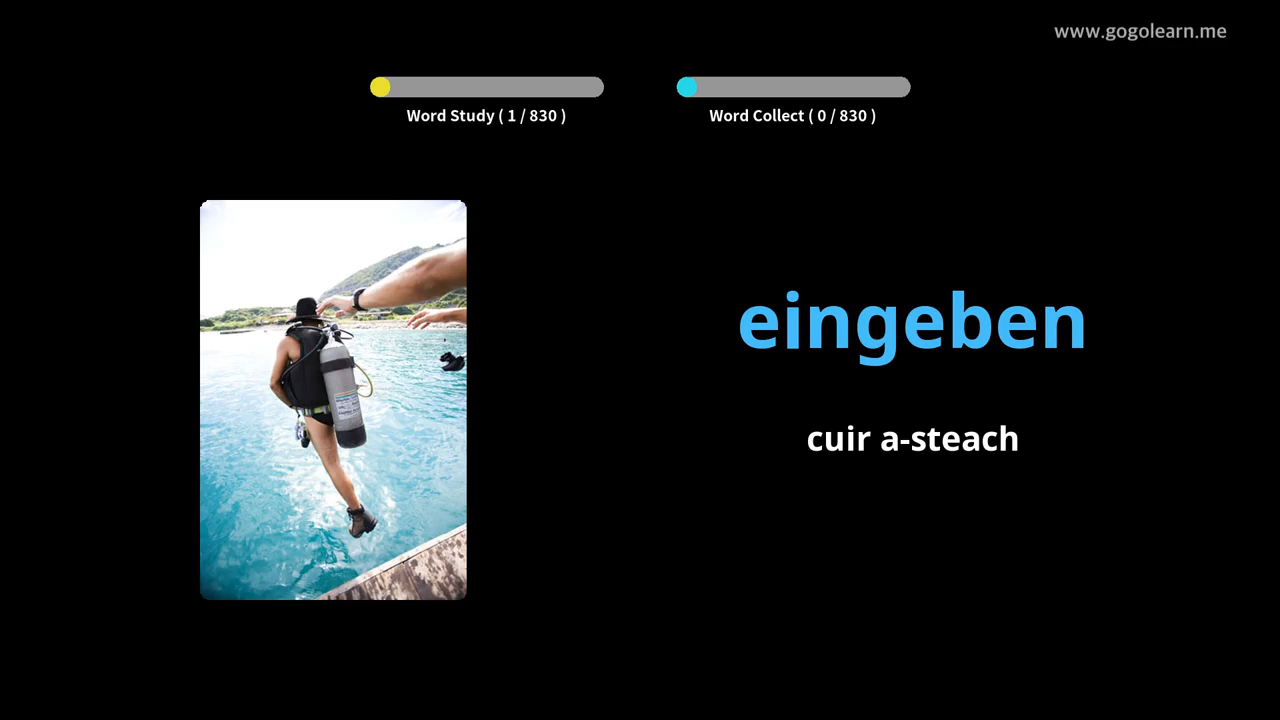 www.gogolearn.me
Word Study ( 1 / 830 )
Word Collect ( 0 / 830 )
eingeben
cuir a-steach